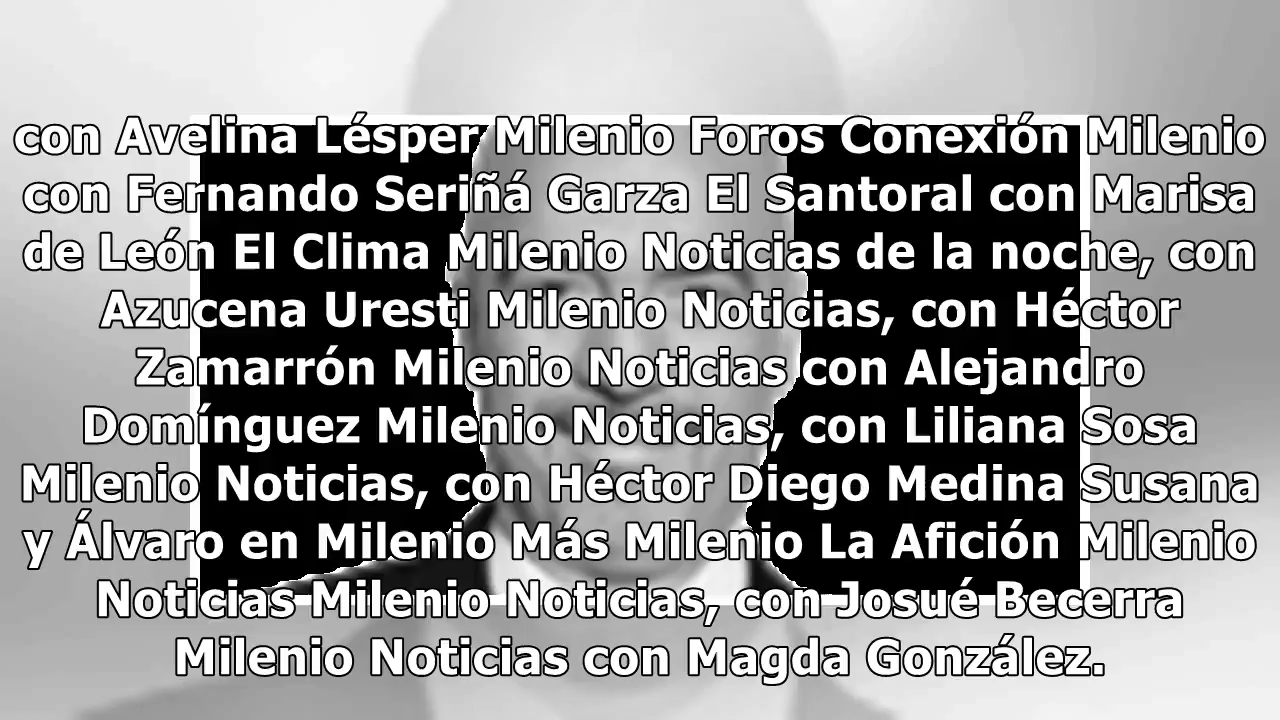 con Avelina Lésper Milenio Foros Conexión Milenio
con Fernando Seriñá Garza El Santoral con Marisa
de León El Clima Milenio Noticias de la noche, con
Azucena Uresti Milenio Noticias, con Héctor
Zamarrón Milenio Noticias con Alejandro
Domínguez Milenio Noticias, con Liliana Sosa
Milenio Noticias, con Héctor Diego Medina Susana
y Álvaro en Milenio Más Milenio La Afición Milenio
Noticias Milenio Noticias, con Josué Becerra
Milenio Noticias con Magda González.